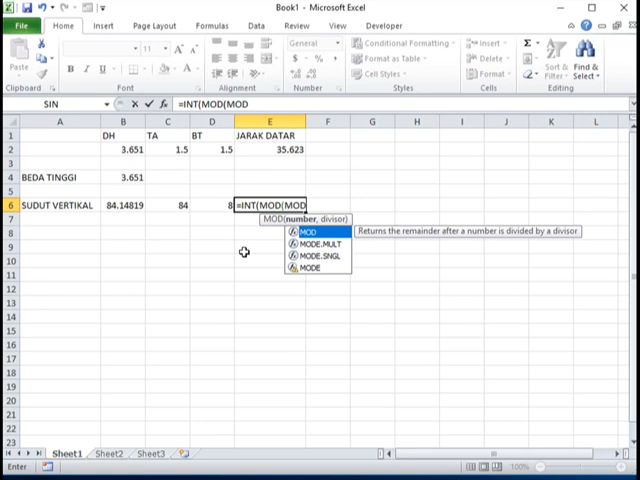 Book1 - Microsoft Excel
File Home Insert Page Layout Formulas Data Review View Developer
11
Paste
B I U
General
$ % ,
Conditional Formatting
Format as Table
Cell Styles
Insert
Delete
Format
Σ
Sort & Filter
Find & Select
Clipboard Font Alignment Number Styles Cells Editing
SIN =INT(MOD(MOD
A B C D E F G H I J K L
1 DH TA BT JARAK DATAR
2 3.651 1.5 1.5 35.623
3
4 BEDA TINGGI 3.651
5
6 SUDUT VERTIKAL 84.14819 84 8 =INT(MOD(MOD
7 MOD(number, divisor)
8 MOD Returns the remainder after a number is divided by a divisor
9 MODE.MULT
10 MODE.SNGL
11 MODE
12
13
14
15
16
17
18
19
20
21
22
23
Sheet1 Sheet2 Sheet3
Enter 100%